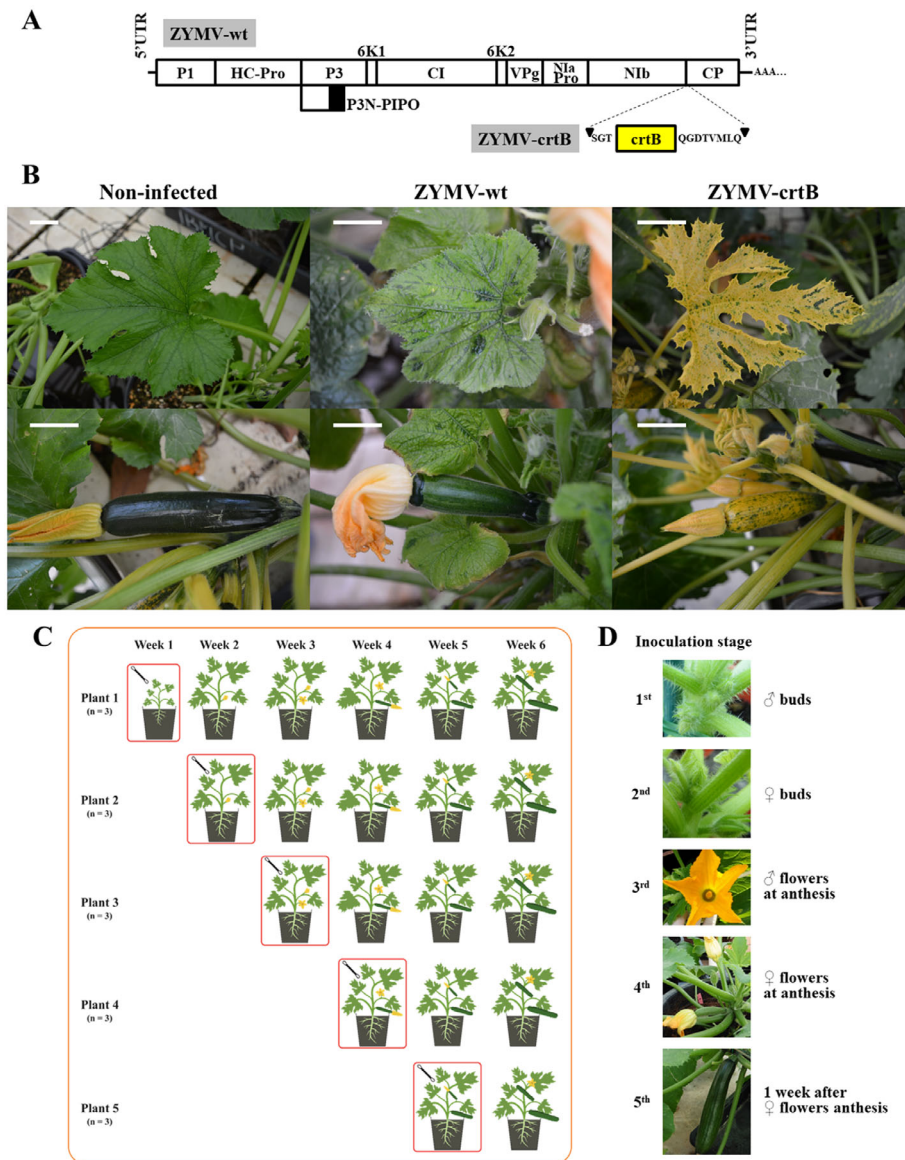 A
5'UTR
ZYMV-wt
3'UTR
6K1
6K2
P1
HC-Pro
P3
CI
VPg
NIa
Pro
NIb
CP
AAA...
P3N-PIPO
ZYMV-crtB
SGT
crtB
QGDTVMLQ
B
Non-infected
ZYMV-wt
ZYMV-crtB
C
Week 1
Week 2
Week 3
Week 4
Week 5
Week 6
Plant 1
(n = 3)
Plant 2
(n = 3)
Plant 3
(n = 3)
Plant 4
(n = 3)
Plant 5
(n = 3)
D
Inoculation stage
1st
♂ buds
2nd
♀ buds
3rd
♂ flowers
at anthesis
4th
♀ flowers
at anthesis
5th
1 week after
♀ flowers anthesis